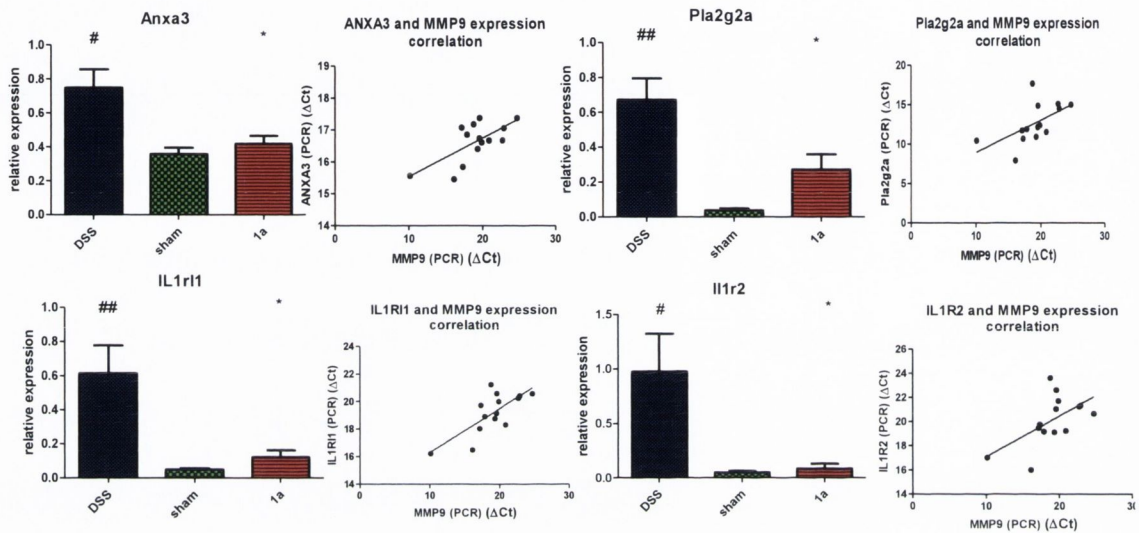 Anxa3
#
*
relative expression
1.0
0.8
0.6
0.4
0.2
0.0
DSS
sham
1a
ANXA3 and MMP9 expression
correlation
ANXA3 (PCR) (ΔCt)
19
18
17
16
15
14
13
0
10
20
30
MMP9 (PCR) (ΔCt)
Pla2g2a
##
*
relative expression
1.0
0.8
0.6
0.4
0.2
0.0
DSS
sham
1a
Pla2g2a and MMP9 expression
correlation
Pla2g2a (PCR) (ΔCt)
20
15
10
5
0
0
10
20
30
MMP9 (PCR) (ΔCt)
IL1rl1
##
*
relative expression
1.0
0.8
0.6
0.4
0.2
0.0
DSS
sham
1a
IL1Rl1 and MMP9 expression
correlation
IL1Rl1 (PCR) (ΔCt)
24
22
20
18
16
14
0
10
20
30
MMP9 (PCR) (ΔCt)
Il1r2
#
*
relative expression
1.5
1.0
0.5
0.0
DSS
sham
1a
IL1R2 and MMP9 expression
correlation
IL1R2 (PCR) (ΔCt)
26
24
22
20
18
16
14
0
10
20
30
MMP9 (PCR) (ΔCt)